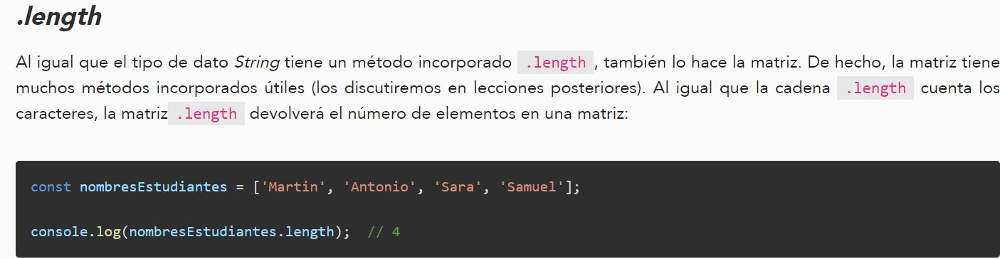 .length
Al igual que el tipo de dato String tiene un método incorporado .length , también lo hace la matriz. De hecho, la matriz tiene
muchos métodos incorporados útiles (los discutiremos en lecciones posteriores). Al igual que la cadena .length cuenta los
caracteres, la matriz .length devolverá el número de elementos en una matriz:
const nombresEstudiantes = ['Martin', 'Antonio', 'Sara', 'Samuel'];
console.log(nombresEstudiantes.length);  // 4